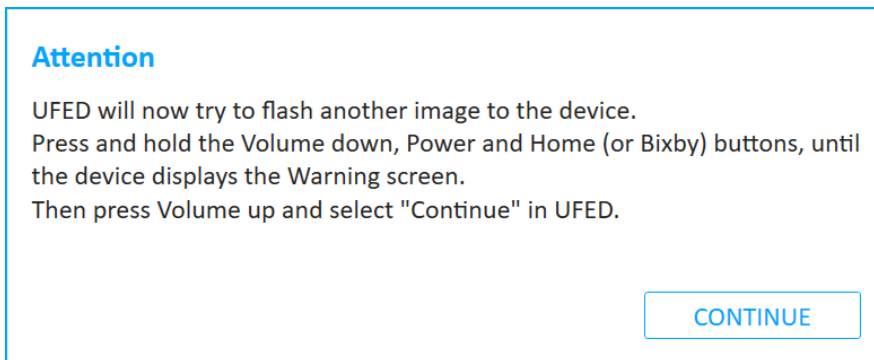 Attention
UFED will now try to flash another image to the device.
Press and hold the Volume down, Power and Home (or Bixby) buttons, until
the device displays the Warning screen.
Then press Volume up and select "Continue" in UFED.
CONTINUE